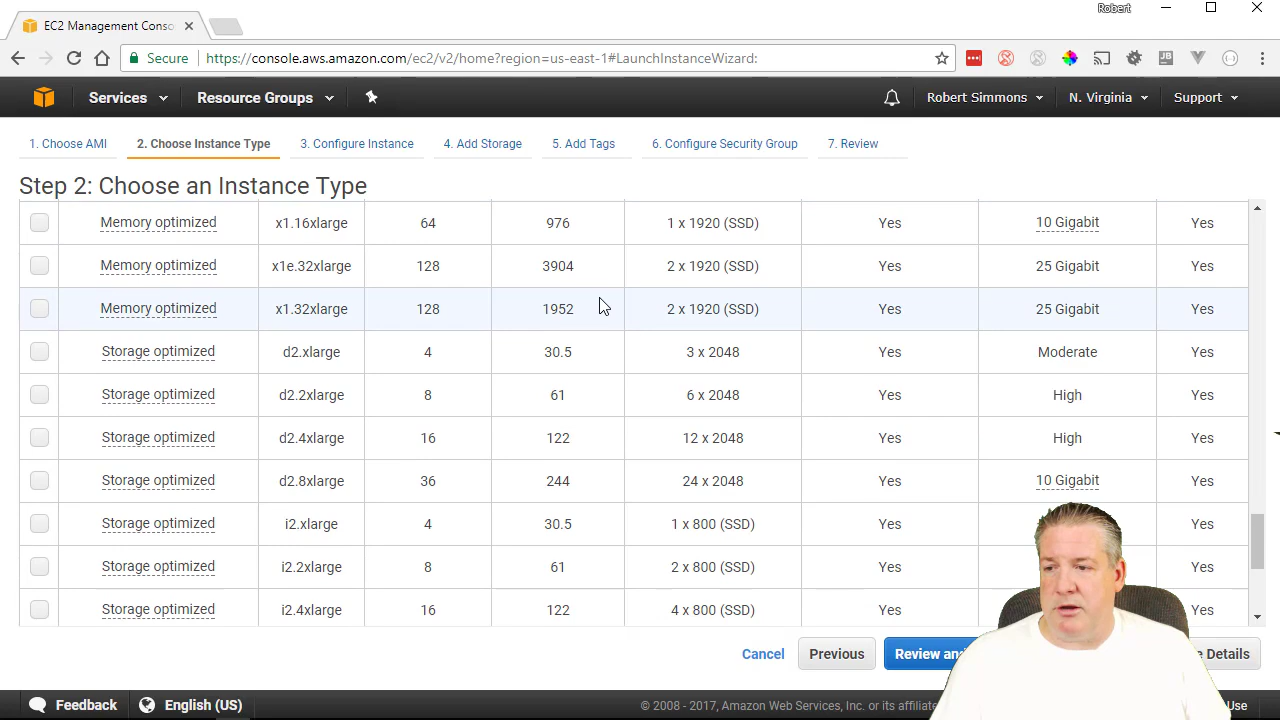 Robert
EC2 Management Conso
Secure
https://console.aws.amazon.com/ec2/v2/home?region=us-east-1#LaunchInstanceWizard:
Services
Resource Groups
Robert Simmons
N. Virginia
Support
1. Choose AMI
2. Choose Instance Type
3. Configure Instance
4. Add Storage
5. Add Tags
6. Configure Security Group
7. Review
Step 2: Choose an Instance Type
Memory optimized x1.16xlarge 64 976 1 x 1920 (SSD) Yes 10 Gigabit Yes
Memory optimized x1e.32xlarge 128 3904 2 x 1920 (SSD) Yes 25 Gigabit Yes
Memory optimized x1.32xlarge 128 1952 2 x 1920 (SSD) Yes 25 Gigabit Yes
Storage optimized d2.xlarge 4 30.5 3 x 2048 Yes Moderate Yes
Storage optimized d2.2xlarge 8 61 6 x 2048 Yes High Yes
Storage optimized d2.4xlarge 16 122 12 x 2048 Yes High Yes
Storage optimized d2.8xlarge 36 244 24 x 2048 Yes 10 Gigabit Yes
Storage optimized i2.xlarge 4 30.5 1 x 800 (SSD) Yes Yes
Storage optimized i2.2xlarge 8 61 2 x 800 (SSD) Yes Yes
Storage optimized i2.4xlarge 16 122 4 x 800 (SSD) Yes Yes
Cancel
Previous
Review an
Details
Feedback
English (US)
© 2008 - 2017, Amazon Web Services, Inc. or its affiliate
Use